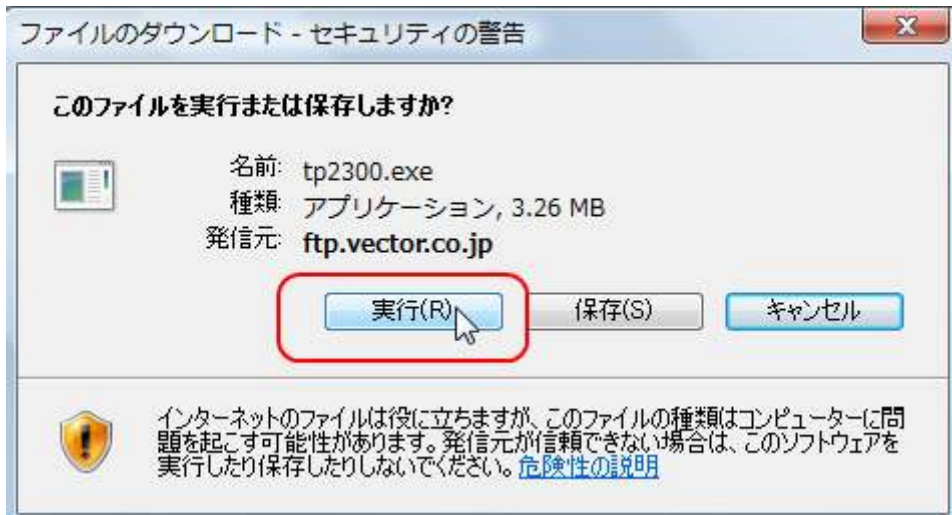 ファイルのダウンロード - セキュリティの警告
このファイルを実行または保存しますか?
名前: tp2300.exe
種類: アプリケーション, 3.26 MB
発信元: ftp.vector.co.jp
実行(R) 保存(S) キャンセル
インターネットのファイルは役に立ちますが、このファイルの種類はコンピューターに問
題を起こす可能性があります。発信元が信頼できない場合は、このソフトウェアを
実行したり保存したりしないでください。危険性の説明